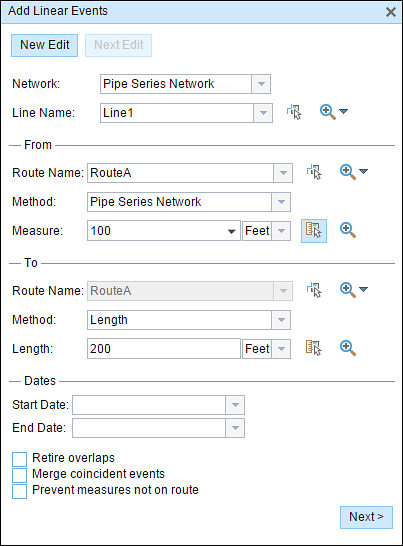 Add Linear Events
New Edit Next Edit
Network: Pipe Series Network
Line Name: Line1
From
Route Name: RouteA
Method: Pipe Series Network
Measure: 100 Feet
To
Route Name: RouteA
Method: Length
Length: 200 Feet
Dates
Start Date:
End Date:
Retire overlaps
Merge coincident events
Prevent measures not on route
Next >